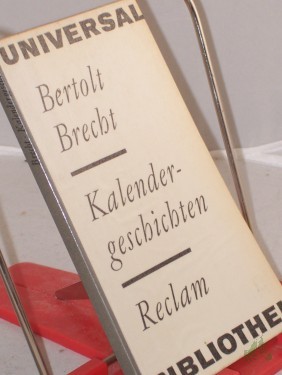 UNIVERSAL
Bertolt
Brecht
Kalender-
geschichten
Reclam
BIBLIOTHEK